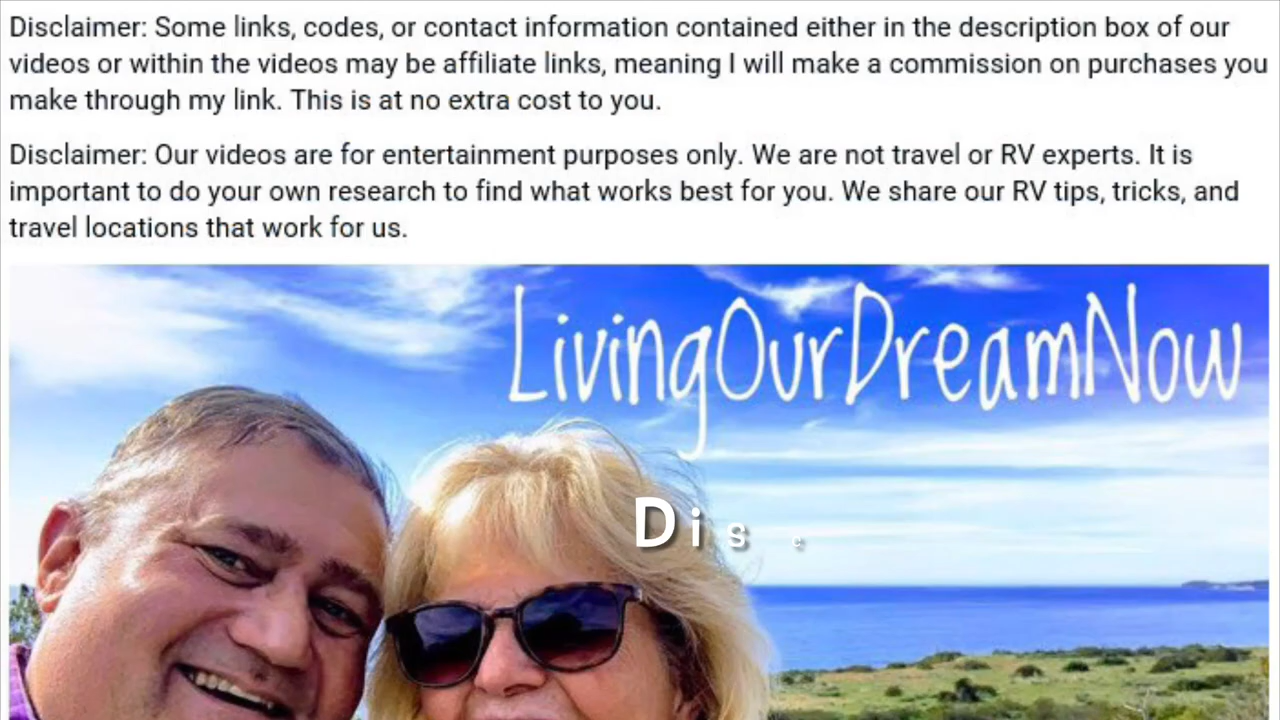 Disclaimer: Some links, codes, or contact information contained either in the description box of our
videos or within the videos may be affiliate links, meaning I will make a commission on purchases you
make through my link. This is at no extra cost to you.
Disclaimer: Our videos are for entertainment purposes only. We are not travel or RV experts. It is
important to do your own research to find what works best for you. We share our RV tips, tricks, and
travel locations that work for us.
LivingOurDreamNow
Dis c